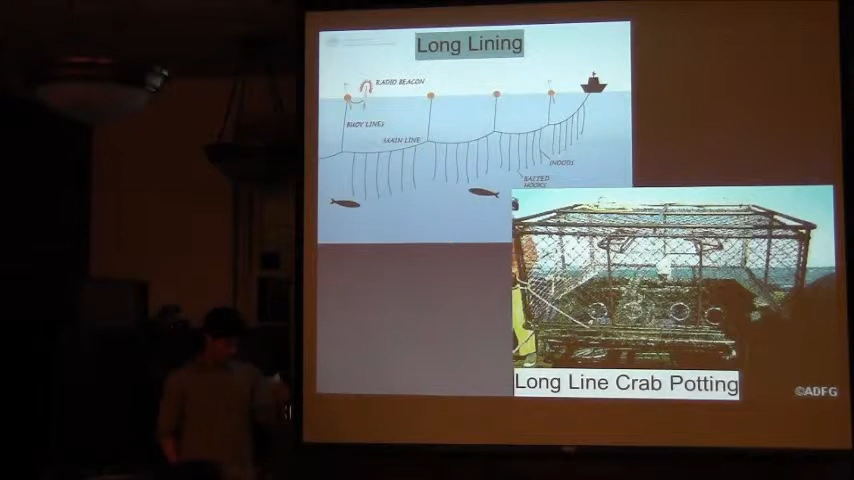 Long Lining
RADIO BEACON
BUOY LINES
MAIN LINE
SNOODS
BAITED
HOOKS
Long Line Crab Potting
©ADFG